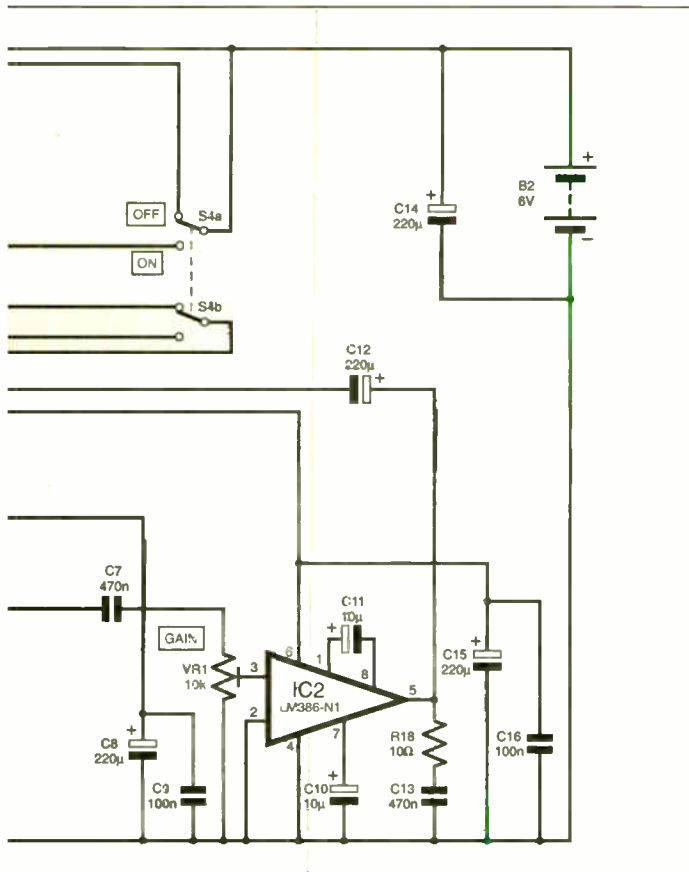 OFF
S4a
ON
S4b
C14
220µ
+
B2
6V
+
−
C12
220µ
+
C7
470n
GAIN
VR1
10k
C11
10µ
+
6
1
8
3
2
4
7
5
IC2
LM386-N1
C8
220µ
+
C9
100n
C10
10µ
+
R18
10Ω
C13
470n
C15
220µ
+
C16
100n